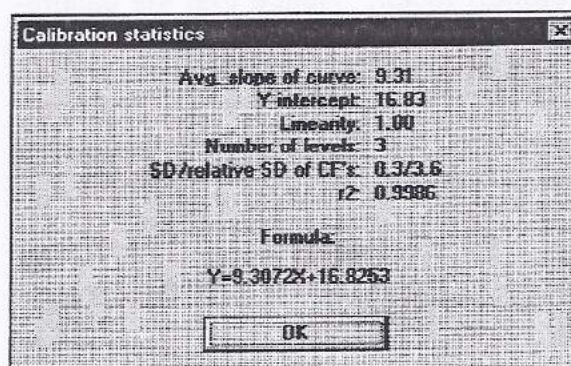 Calibration statistics
Avg. slope of curve: 9.31
Y intercept: 16.83
Linearity: 1.00
Number of levels: 3
SD/relative SD of CF's: 0.3/3.6
r2: 0.9986
Formula:
Y=9.3072X+16.8253
OK